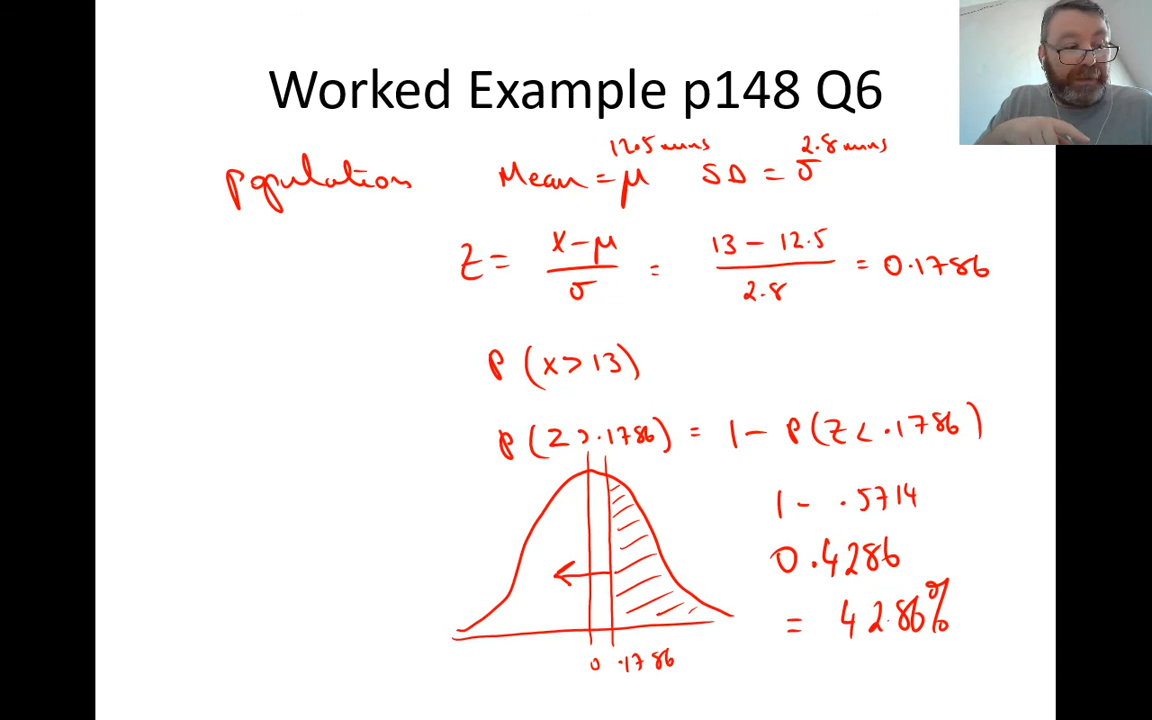 Worked Example p148 Q6
12.5 mins 2.8 mins
population Mean = μ SD = σ
Z = x-μ / σ = 13 - 12.5 / 2.8 = 0.1786
P (x > 13)
P (Z > .1786) = 1 - P (Z < .1786)
1 - .5714
0.4286
= 42.86%
0 .1786